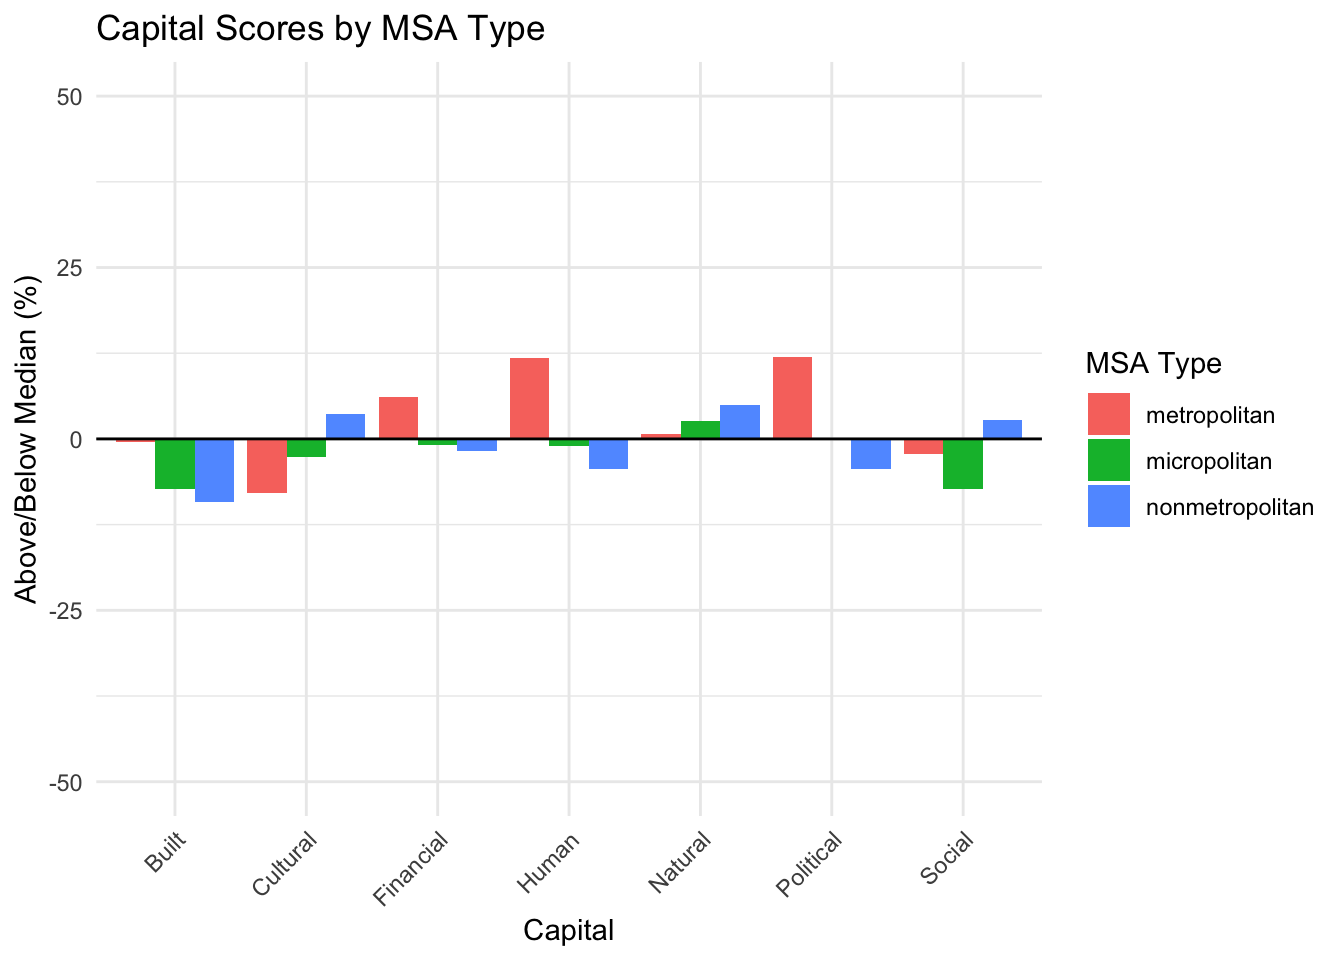 Capital Scores by MSA Type
Above/Below Median (%)
50
25
0
-25
-50
Built
Cultural
Financial
Human
Natural
Political
Social
Capital
MSA Type
metropolitan
micropolitan
nonmetropolitan